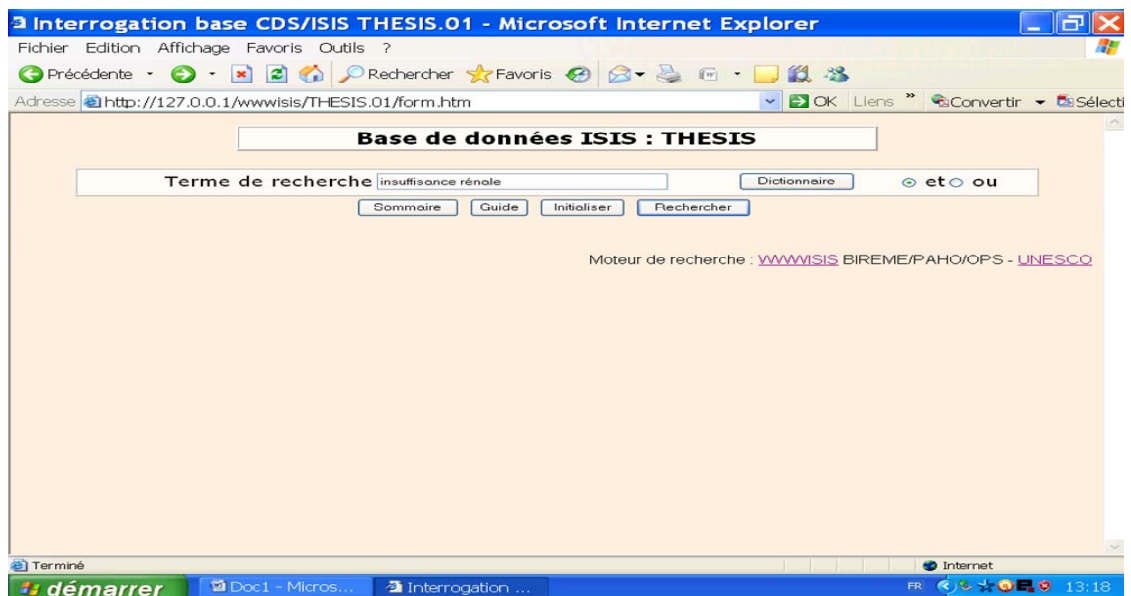 Interrogation base CDS/ISIS THESIS.01 - Microsoft Internet Explorer
Fichier Edition Affichage Favoris Outils ?
Précédente Rechercher Favoris
Adresse http://127.0.0.1/wwwisis/THESIS.01/form.htm OK Liens » Convertir Sélecti
Base de données ISIS : THESIS
Terme de recherche insuffisance rénale Dictionnaire et ou
Sommaire Guide Initialiser Rechercher
Moteur de recherche : WWWISIS BIREME/PAHO/OPS - UNESCO
Terminé Internet
démarrer Doc1 - Micros... Interrogation ... FR 13:18